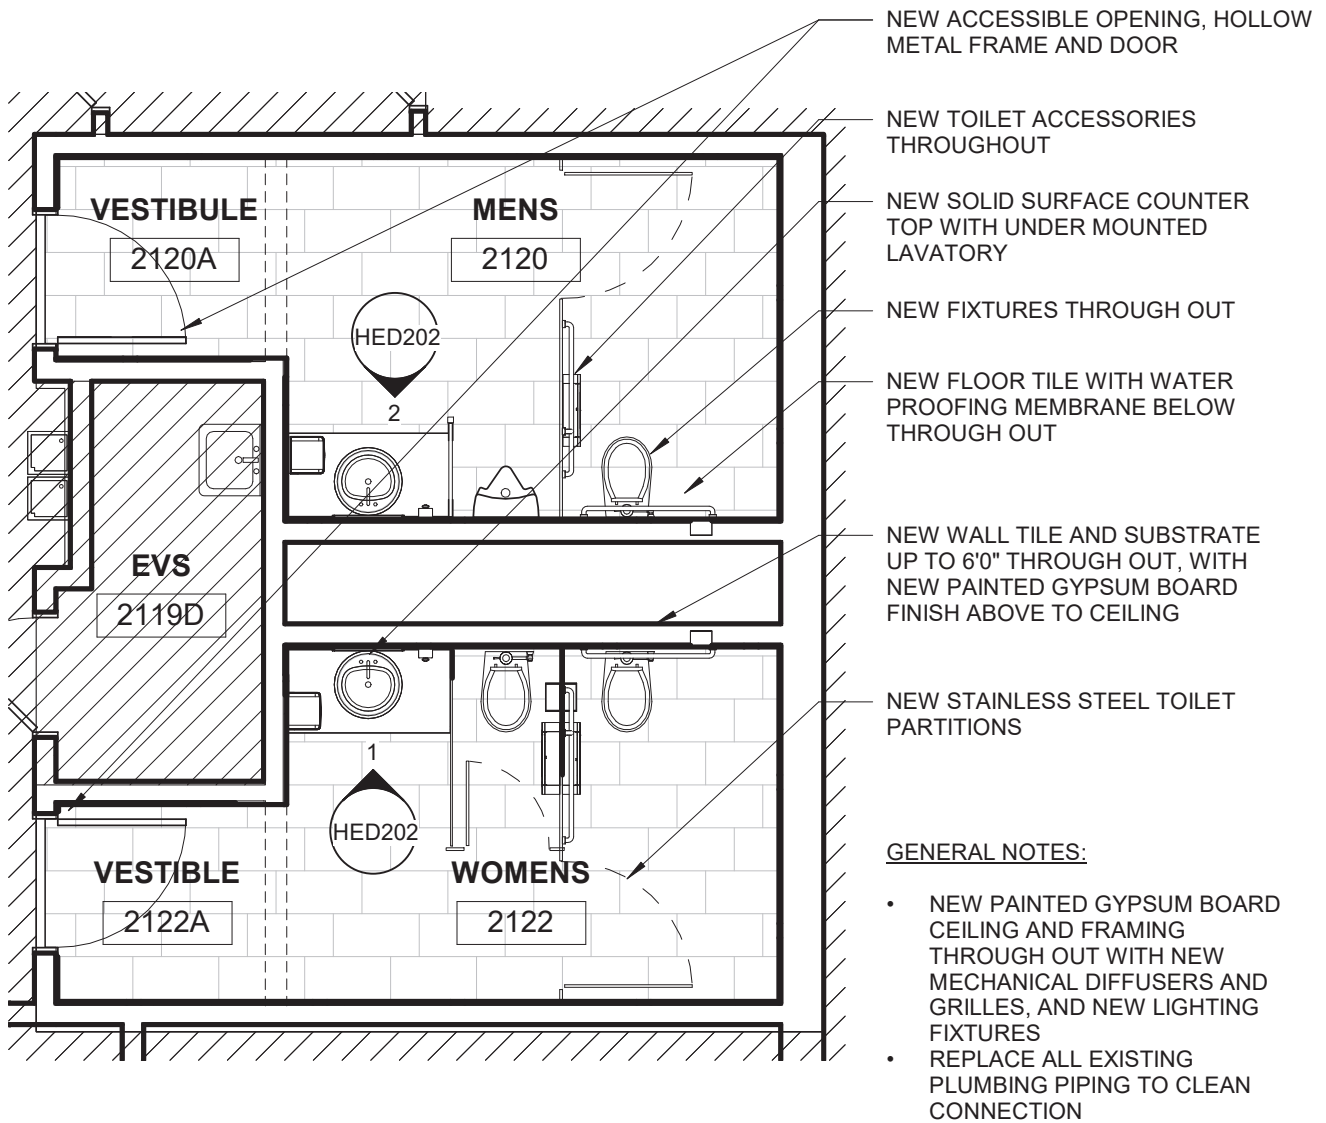 NEW ACCESSIBLE OPENING, HOLLOW
METAL FRAME AND DOOR
NEW TOILET ACCESSORIES
THROUGHOUT
NEW SOLID SURFACE COUNTER
TOP WITH UNDER MOUNTED
LAVATORY
NEW FIXTURES THROUGH OUT
NEW FLOOR TILE WITH WATER
PROOFING MEMBRANE BELOW
THROUGH OUT
NEW WALL TILE AND SUBSTRATE
UP TO 6'0" THROUGH OUT, WITH
NEW PAINTED GYPSUM BOARD
FINISH ABOVE TO CEILING
NEW STAINLESS STEEL TOILET
PARTITIONS
GENERAL NOTES:
• NEW PAINTED GYPSUM BOARD
CEILING AND FRAMING
THROUGH OUT WITH NEW
MECHANICAL DIFFUSERS AND
GRILLES, AND NEW LIGHTING
FIXTURES
• REPLACE ALL EXISTING
PLUMBING PIPING TO CLEAN
CONNECTION
VESTIBULE
2120A
MENS
2120
HED202
2
EVS
2119D
1
HED202
VESTIBLE
2122A
WOMENS
2122